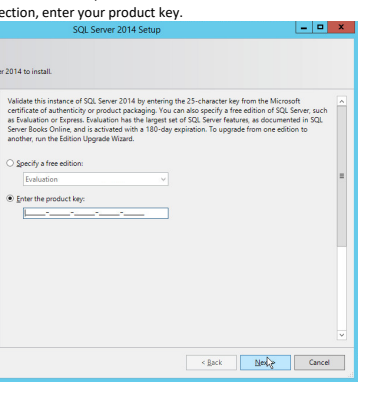 ection, enter your product key.
SQL Server 2014 Setup
er 2014 to install.
Validate this instance of SQL Server 2014 by entering the 25-character key from the Microsoft
certificate of authenticity or product packaging. You can also specify a free edition of SQL Server, such
as Evaluation or Express. Evaluation has the largest set of SQL Server features, as documented in SQL
Server Books Online, and is activated with a 180-day expiration. To upgrade from one edition to
another, run the Edition Upgrade Wizard.
Specify a free edition:
Evaluation
Enter the product key:
_____-_____-_____-_____-_____
< Back Next > Cancel